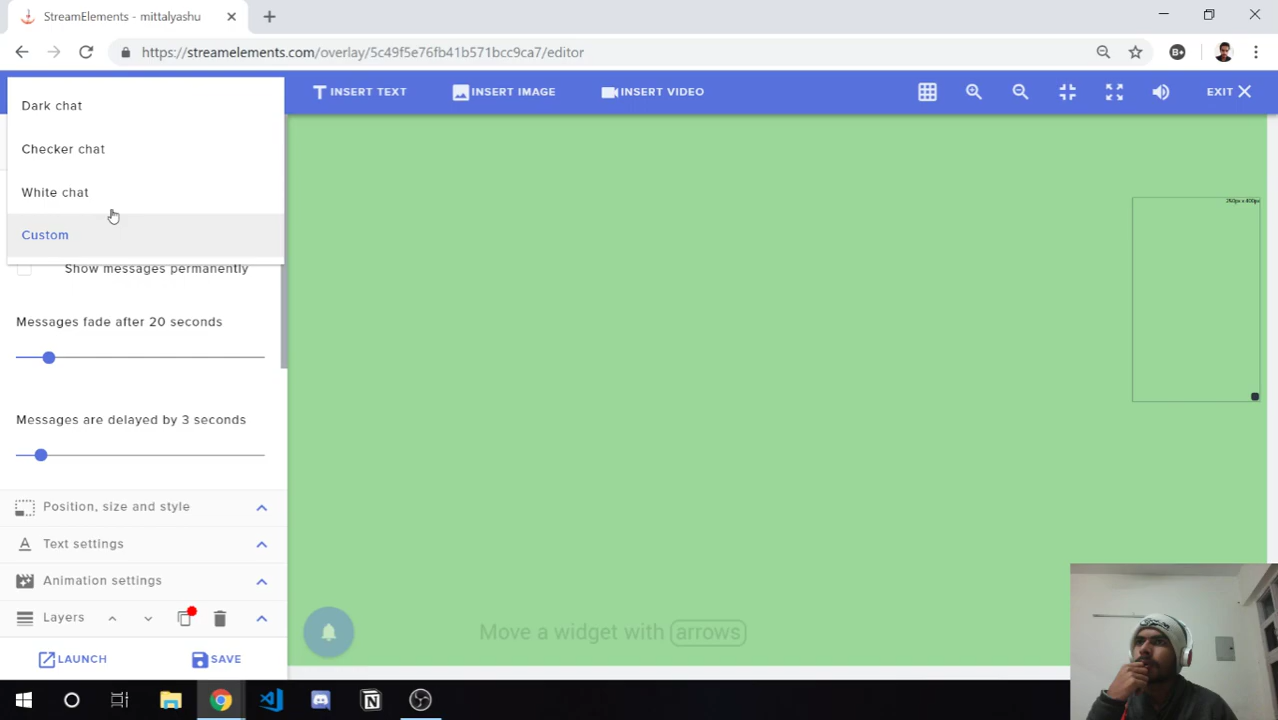 StreamElements - mittalyashu
https://streamelements.com/overlay/5c49f5e76fb41b571bcc9ca7/editor
B+
INSERT TEXT INSERT IMAGE INSERT VIDEO EXIT
Dark chat
Checker chat
White chat
Custom
Show messages permanently
Messages fade after 20 seconds
Messages are delayed by 3 seconds
Position, size and style
Text settings
Animation settings
Layers
LAUNCH SAVE
250px x 400px
Move a widget with arrows